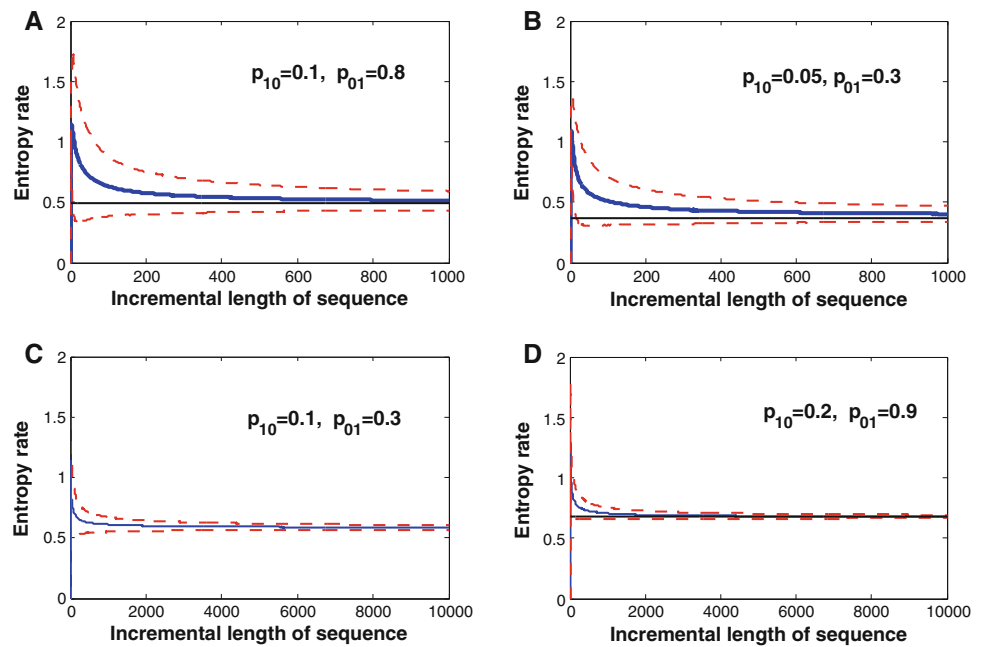 A
2
1.5
1
0.5
0
Entropy rate
p10=0.1, p01=0.8
0 200 400 600 800 1000
Incremental length of sequence
B
2
1.5
1
0.5
0
Entropy rate
p10=0.05, p01=0.3
0 200 400 600 800 1000
Incremental length of sequence
C
2
1.5
1
0.5
0
Entropy rate
p10=0.1, p01=0.3
0 2000 4000 6000 8000 10000
Incremental length of sequence
D
2
1.5
1
0.5
0
Entropy rate
p10=0.2, p01=0.9
0 2000 4000 6000 8000 10000
Incremental length of sequence